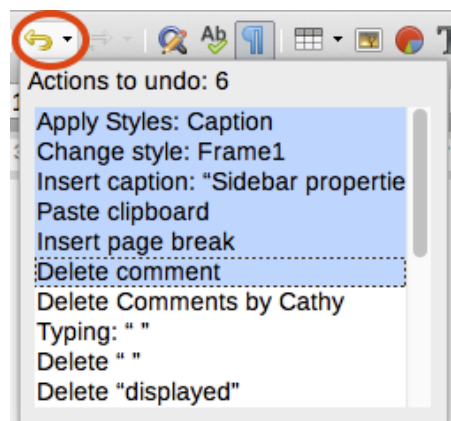 Ab
Actions to undo: 6
Apply Styles: Caption
Change style: Frame1
Insert caption: “Sidebar propertie
Paste clipboard
Insert page break
Delete comment
Delete Comments by Cathy
Typing: “ ”
Delete “ ”
Delete “displayed”